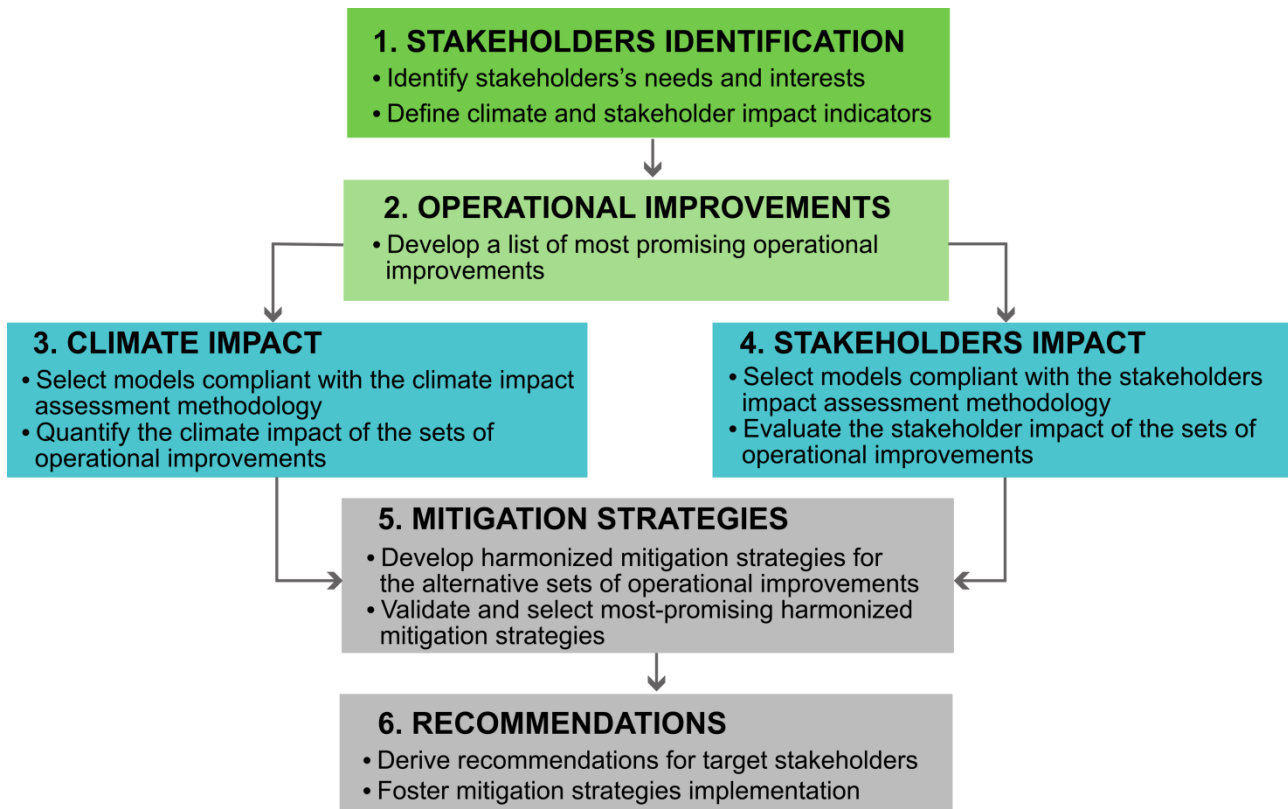 1. STAKEHOLDERS IDENTIFICATION
• Identify stakeholders's needs and interests
• Define climate and stakeholder impact indicators
2. OPERATIONAL IMPROVEMENTS
• Develop a list of most promising operational
improvements
3. CLIMATE IMPACT
• Select models compliant with the climate impact
assessment methodology
• Quantify the climate impact of the sets of
operational improvements
4. STAKEHOLDERS IMPACT
• Select models compliant with the stakeholders
impact assessment methodology
• Evaluate the stakeholder impact of the sets of
operational improvements
5. MITIGATION STRATEGIES
• Develop harmonized mitigation strategies for
the alternative sets of operational improvements
• Validate and select most-promising harmonized
mitigation strategies
6. RECOMMENDATIONS
• Derive recommendations for target stakeholders
• Foster mitigation strategies implementation